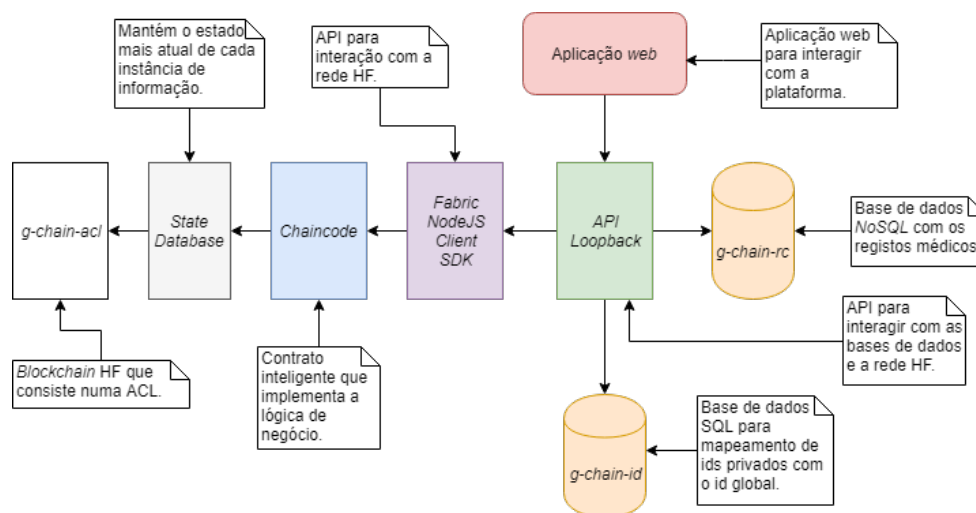 Mantém o estado
mais atual de cada
instância de
informação.
API para
interação com a
rede HF.
Aplicação web
Aplicação web
para interagir
com a
plataforma.
g-chain-acl
State
Database
Chaincode
Fabric
NodeJS
Client
SDK
API
Loopback
g-chain-rc
Base de dados
NoSQL com os
registos médicos.
Blockchain HF que
consiste numa ACL.
Contrato
inteligente que
implementa a
lógica de
negócio.
API para
interagir com as
bases de dados
e a rede HF.
g-chain-id
Base de dados
SQL para
mapeamento de
ids privados com
o id global.